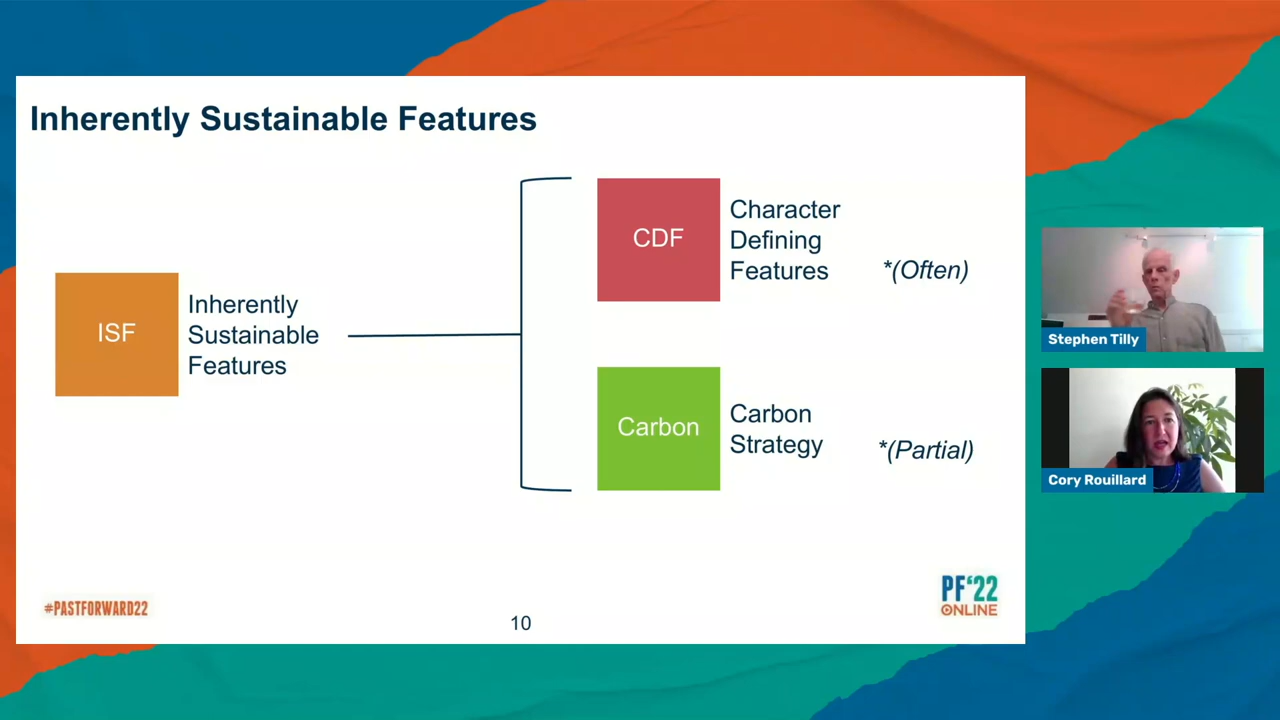 Inherently Sustainable Features
ISF
Inherently
Sustainable
Features
CDF
Character
Defining
Features
*(Often)
Carbon
Carbon
Strategy
*(Partial)
#PASTFORWARD22
10
PF'22
ONLINE
Stephen Tilly
Cory Rouillard